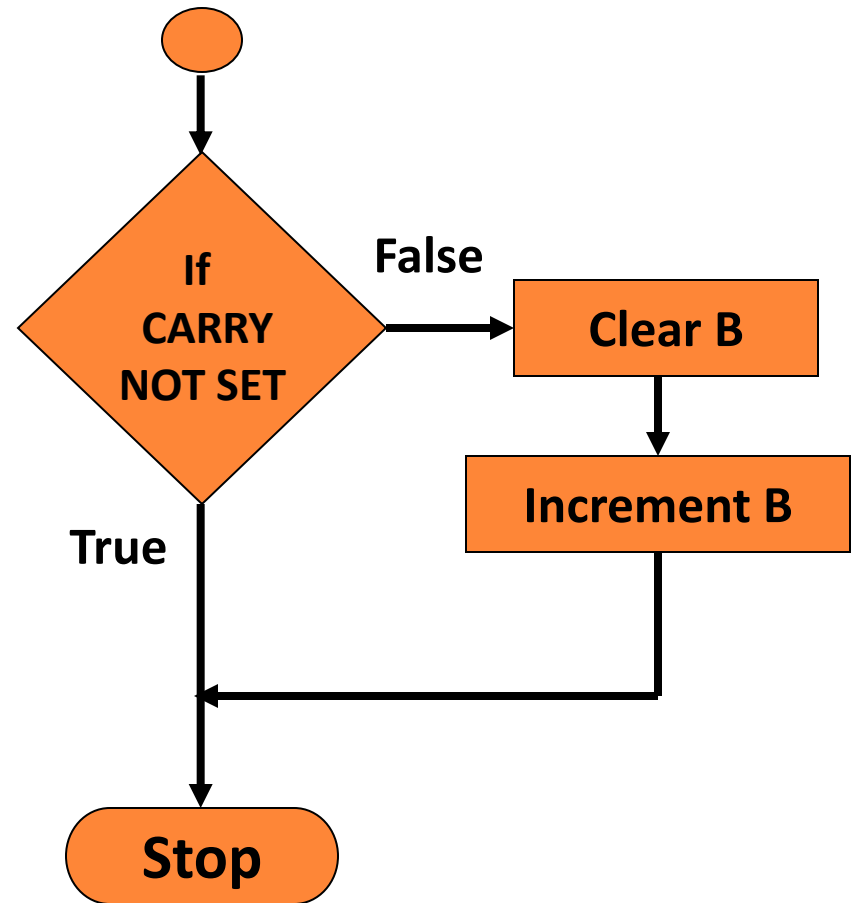 If
CARRY
NOT SET
False
Clear B
Increment B
True
Stop